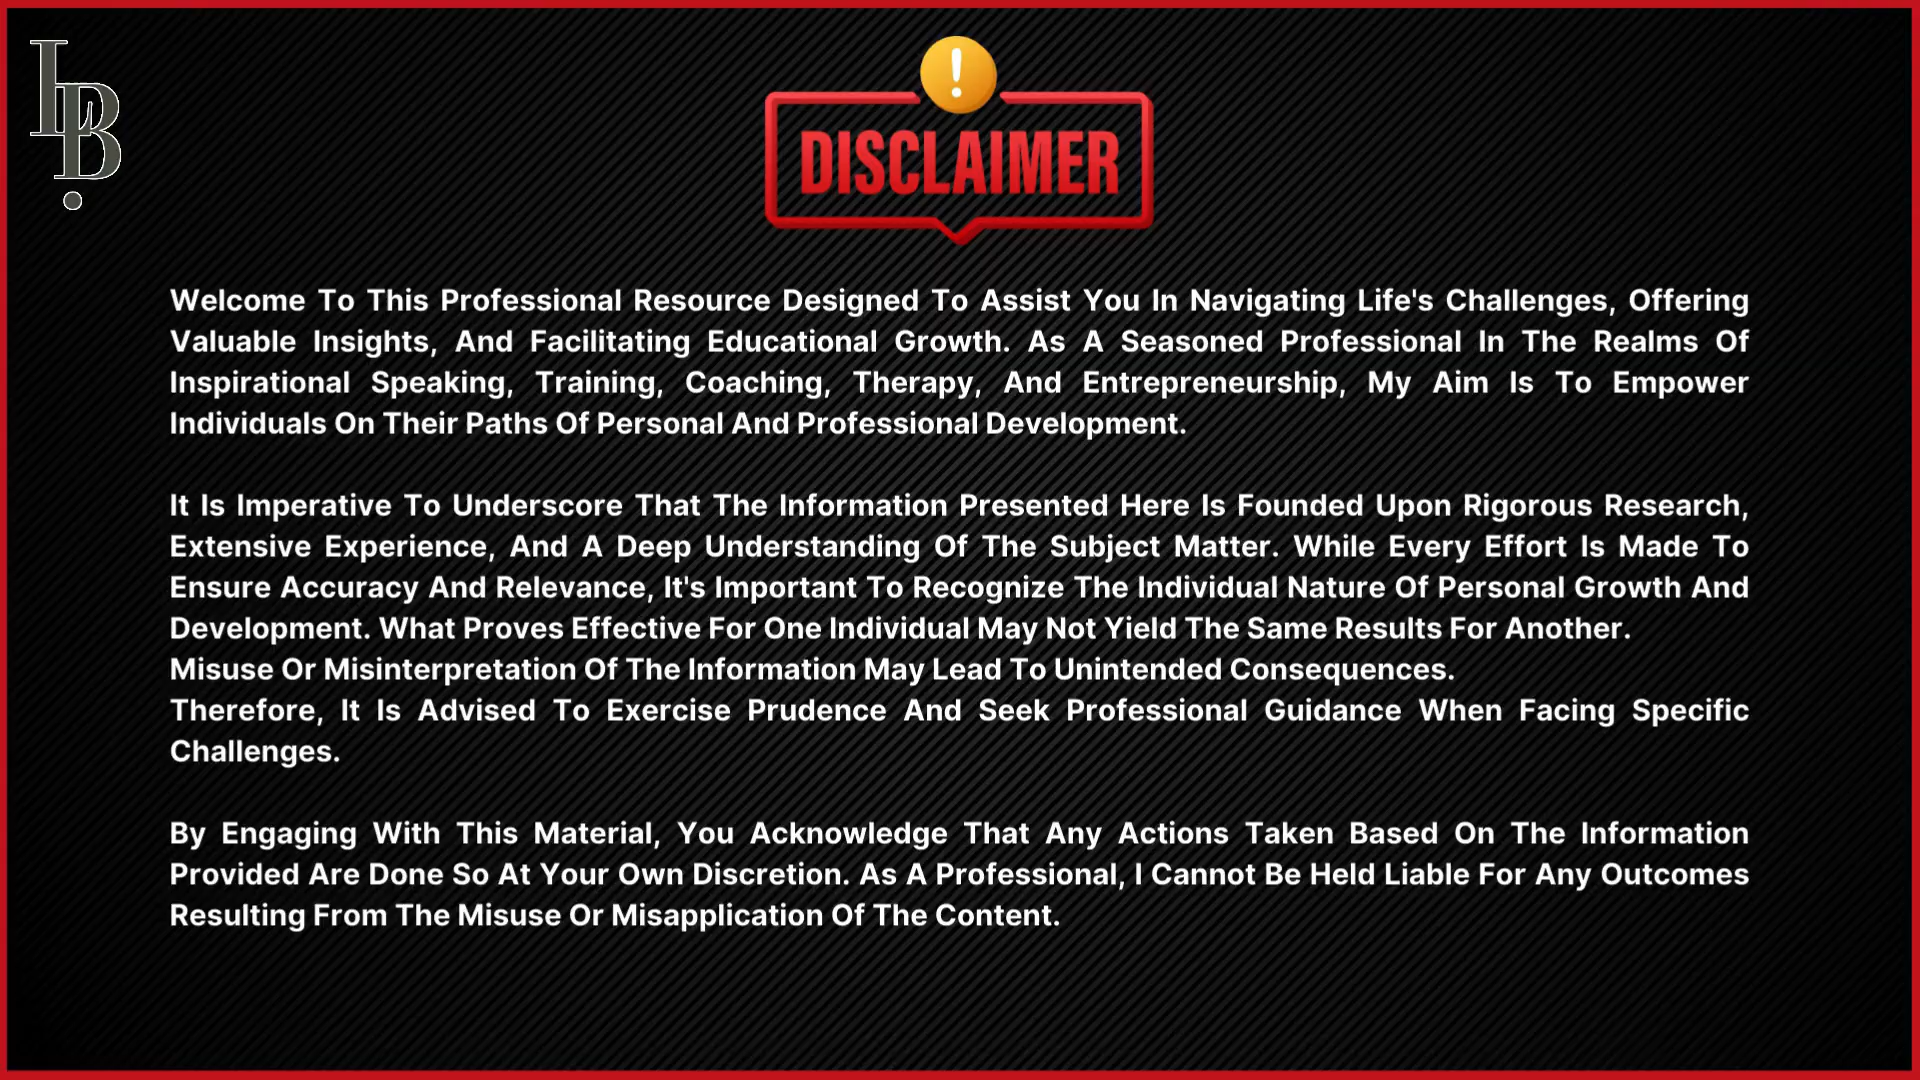 LB
!
DISCLAIMER
Welcome To This Professional Resource Designed To Assist You In Navigating Life's Challenges, Offering
Valuable Insights, And Facilitating Educational Growth. As A Seasoned Professional In The Realms Of
Inspirational Speaking, Training, Coaching, Therapy, And Entrepreneurship, My Aim Is To Empower
Individuals On Their Paths Of Personal And Professional Development.
It Is Imperative To Underscore That The Information Presented Here Is Founded Upon Rigorous Research,
Extensive Experience, And A Deep Understanding Of The Subject Matter. While Every Effort Is Made To
Ensure Accuracy And Relevance, It's Important To Recognize The Individual Nature Of Personal Growth And
Development. What Proves Effective For One Individual May Not Yield The Same Results For Another.
Misuse Or Misinterpretation Of The Information May Lead To Unintended Consequences.
Therefore, It Is Advised To Exercise Prudence And Seek Professional Guidance When Facing Specific
Challenges.
By Engaging With This Material, You Acknowledge That Any Actions Taken Based On The Information
Provided Are Done So At Your Own Discretion. As A Professional, I Cannot Be Held Liable For Any Outcomes
Resulting From The Misuse Or Misapplication Of The Content.